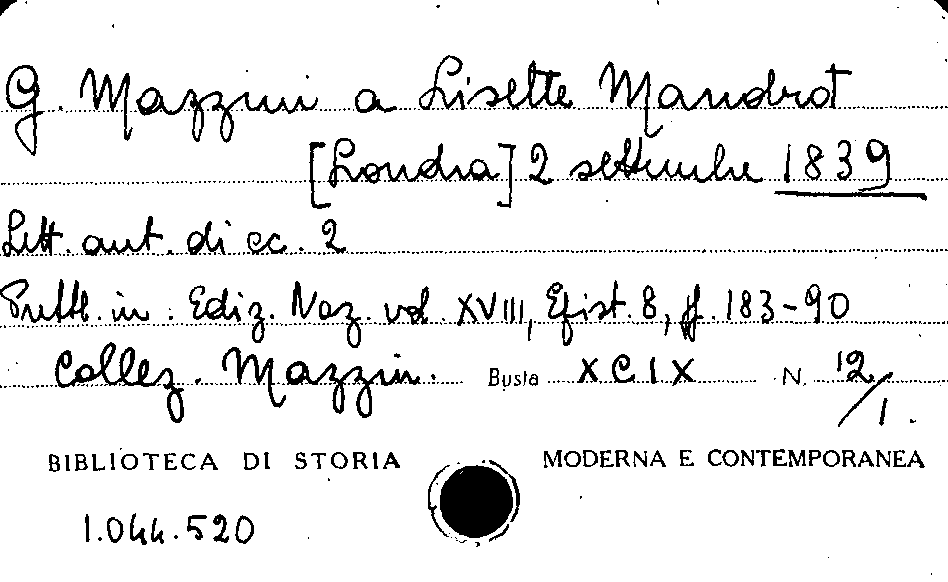 G. Mazzini a Lisette Mandrot
[Londra] 2 settembre 1839
Lett. aut. di cc. 2
Pubbl. in: Ediz. Naz. vol. XVIII, Epist. 8, pp. 183-90
Collez. Mazzin. Busta XCIX N. 12/1.
BIBLIOTECA DI STORIA MODERNA E CONTEMPORANEA
1.044.520